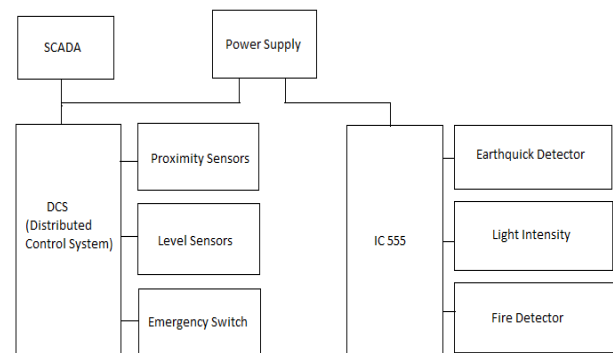 SCADA
Power Supply
DCS
(Distributed
Control System)
Proximity Sensors
Level Sensors
Emergency Switch
IC 555
Earthquick Detector
Light Intensity
Fire Detector